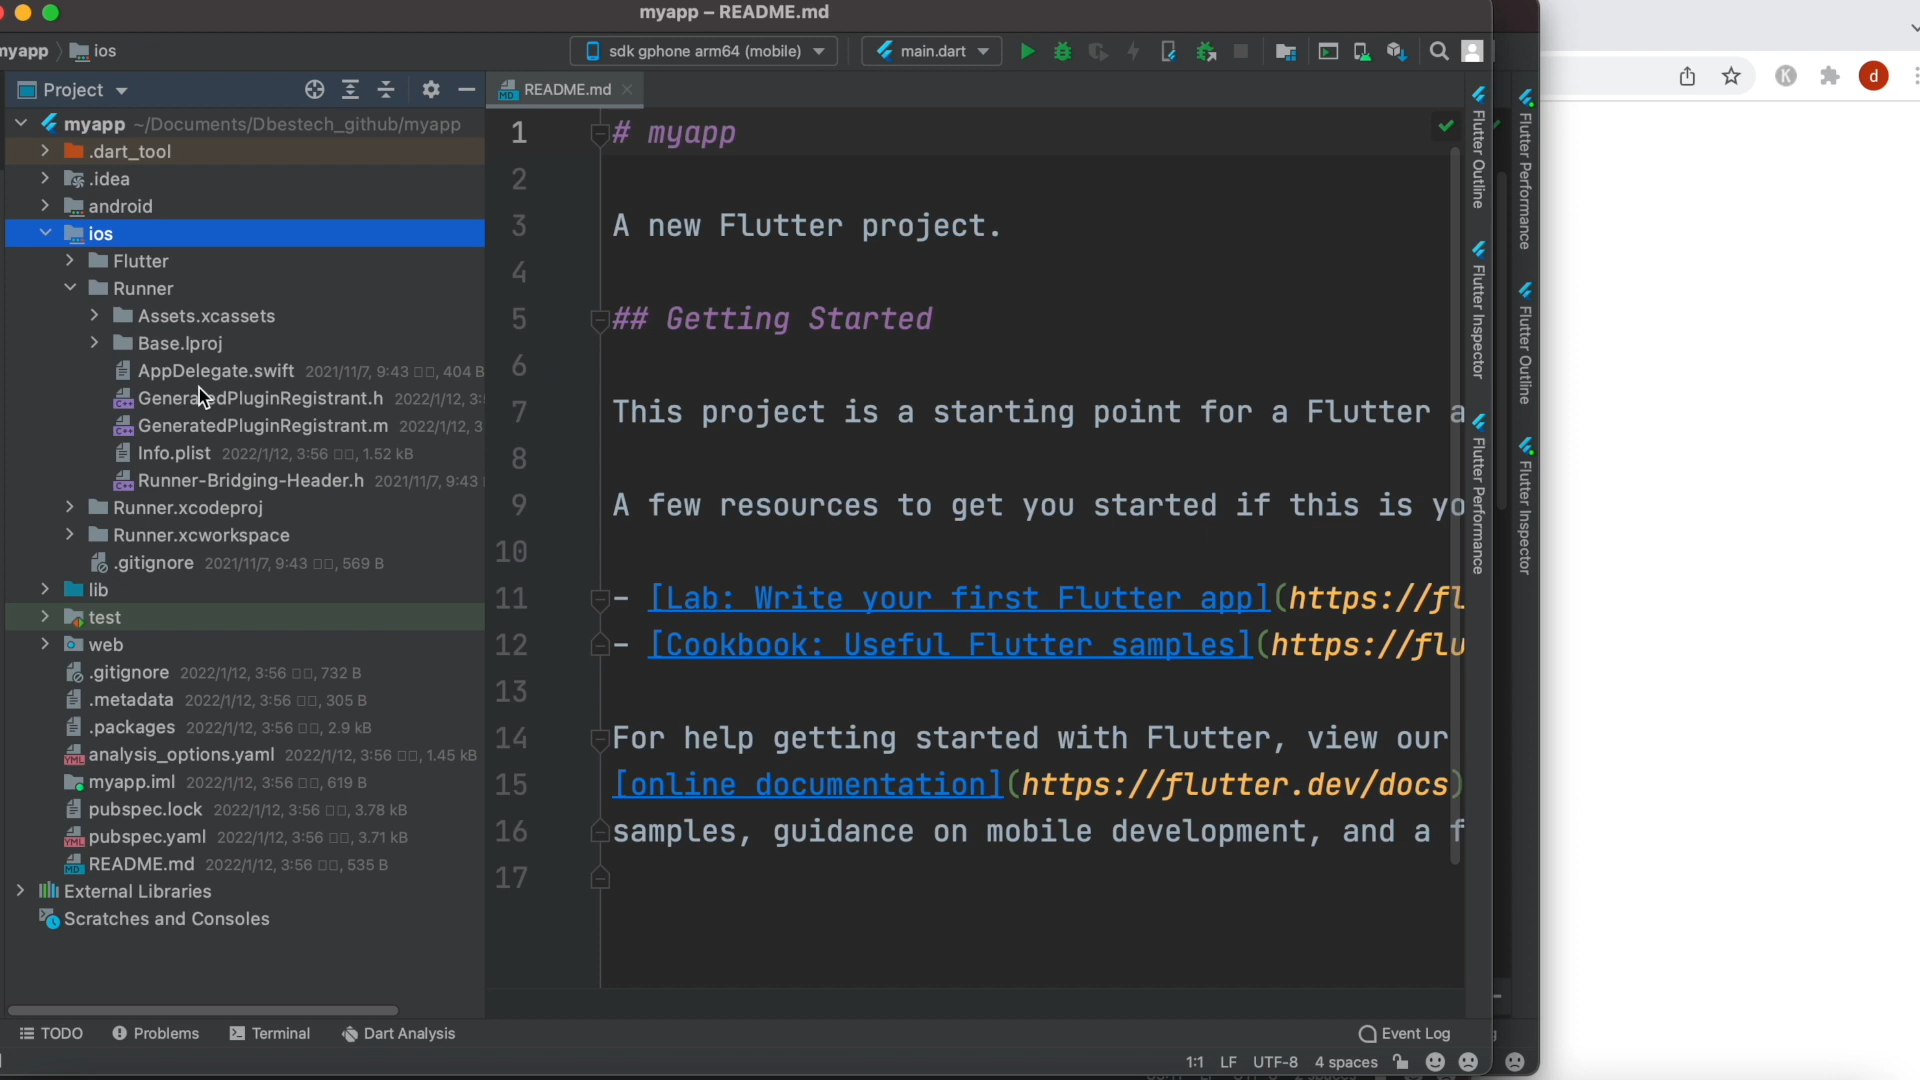 myapp – README.md
myapp
ios
sdk gphone arm64 (mobile)
main.dart
Project
README.md
K
d
myapp ~/Documents/Dbestech_github/myapp
.dart_tool
.idea
android
ios
Flutter
Runner
Assets.xcassets
Base.lproj
AppDelegate.swift 2021/11/7, 9:43 □□, 404 B
GeneratedPluginRegistrant.h 2022/1/12, 3:
GeneratedPluginRegistrant.m 2022/1/12, 3
Info.plist 2022/1/12, 3:56 □□, 1.52 kB
Runner-Bridging-Header.h 2021/11/7, 9:43
Runner.xcodeproj
Runner.xcworkspace
.gitignore 2021/11/7, 9:43 □□, 569 B
lib
test
web
.gitignore 2022/1/12, 3:56 □□, 732 B
.metadata 2022/1/12, 3:56 □□, 305 B
.packages 2022/1/12, 3:56 □□, 2.9 kB
analysis_options.yaml 2022/1/12, 3:56 □□, 1.45 kB
myapp.iml 2022/1/12, 3:56 □□, 619 B
pubspec.lock 2022/1/12, 3:56 □□, 3.78 kB
pubspec.yaml 2022/1/12, 3:56 □□, 3.71 kB
README.md 2022/1/12, 3:56 □□, 535 B
External Libraries
Scratches and Consoles
1 # myapp
2
3 A new Flutter project.
4
5 ## Getting Started
6
7 This project is a starting point for a Flutter a
8
9 A few resources to get you started if this is yo
10
11 - [Lab: Write your first Flutter app](https://fl
12 - [Cookbook: Useful Flutter samples](https://flu
13
14 For help getting started with Flutter, view our
15 [online documentation](https://flutter.dev/docs)
16 samples, guidance on mobile development, and a f
17
Flutter Outline
Flutter Inspector
Flutter Performance
Flutter Performance
Flutter Outline
Flutter Inspector
TODO
Problems
Terminal
Dart Analysis
Event Log
1:1 LF UTF-8 4 spaces